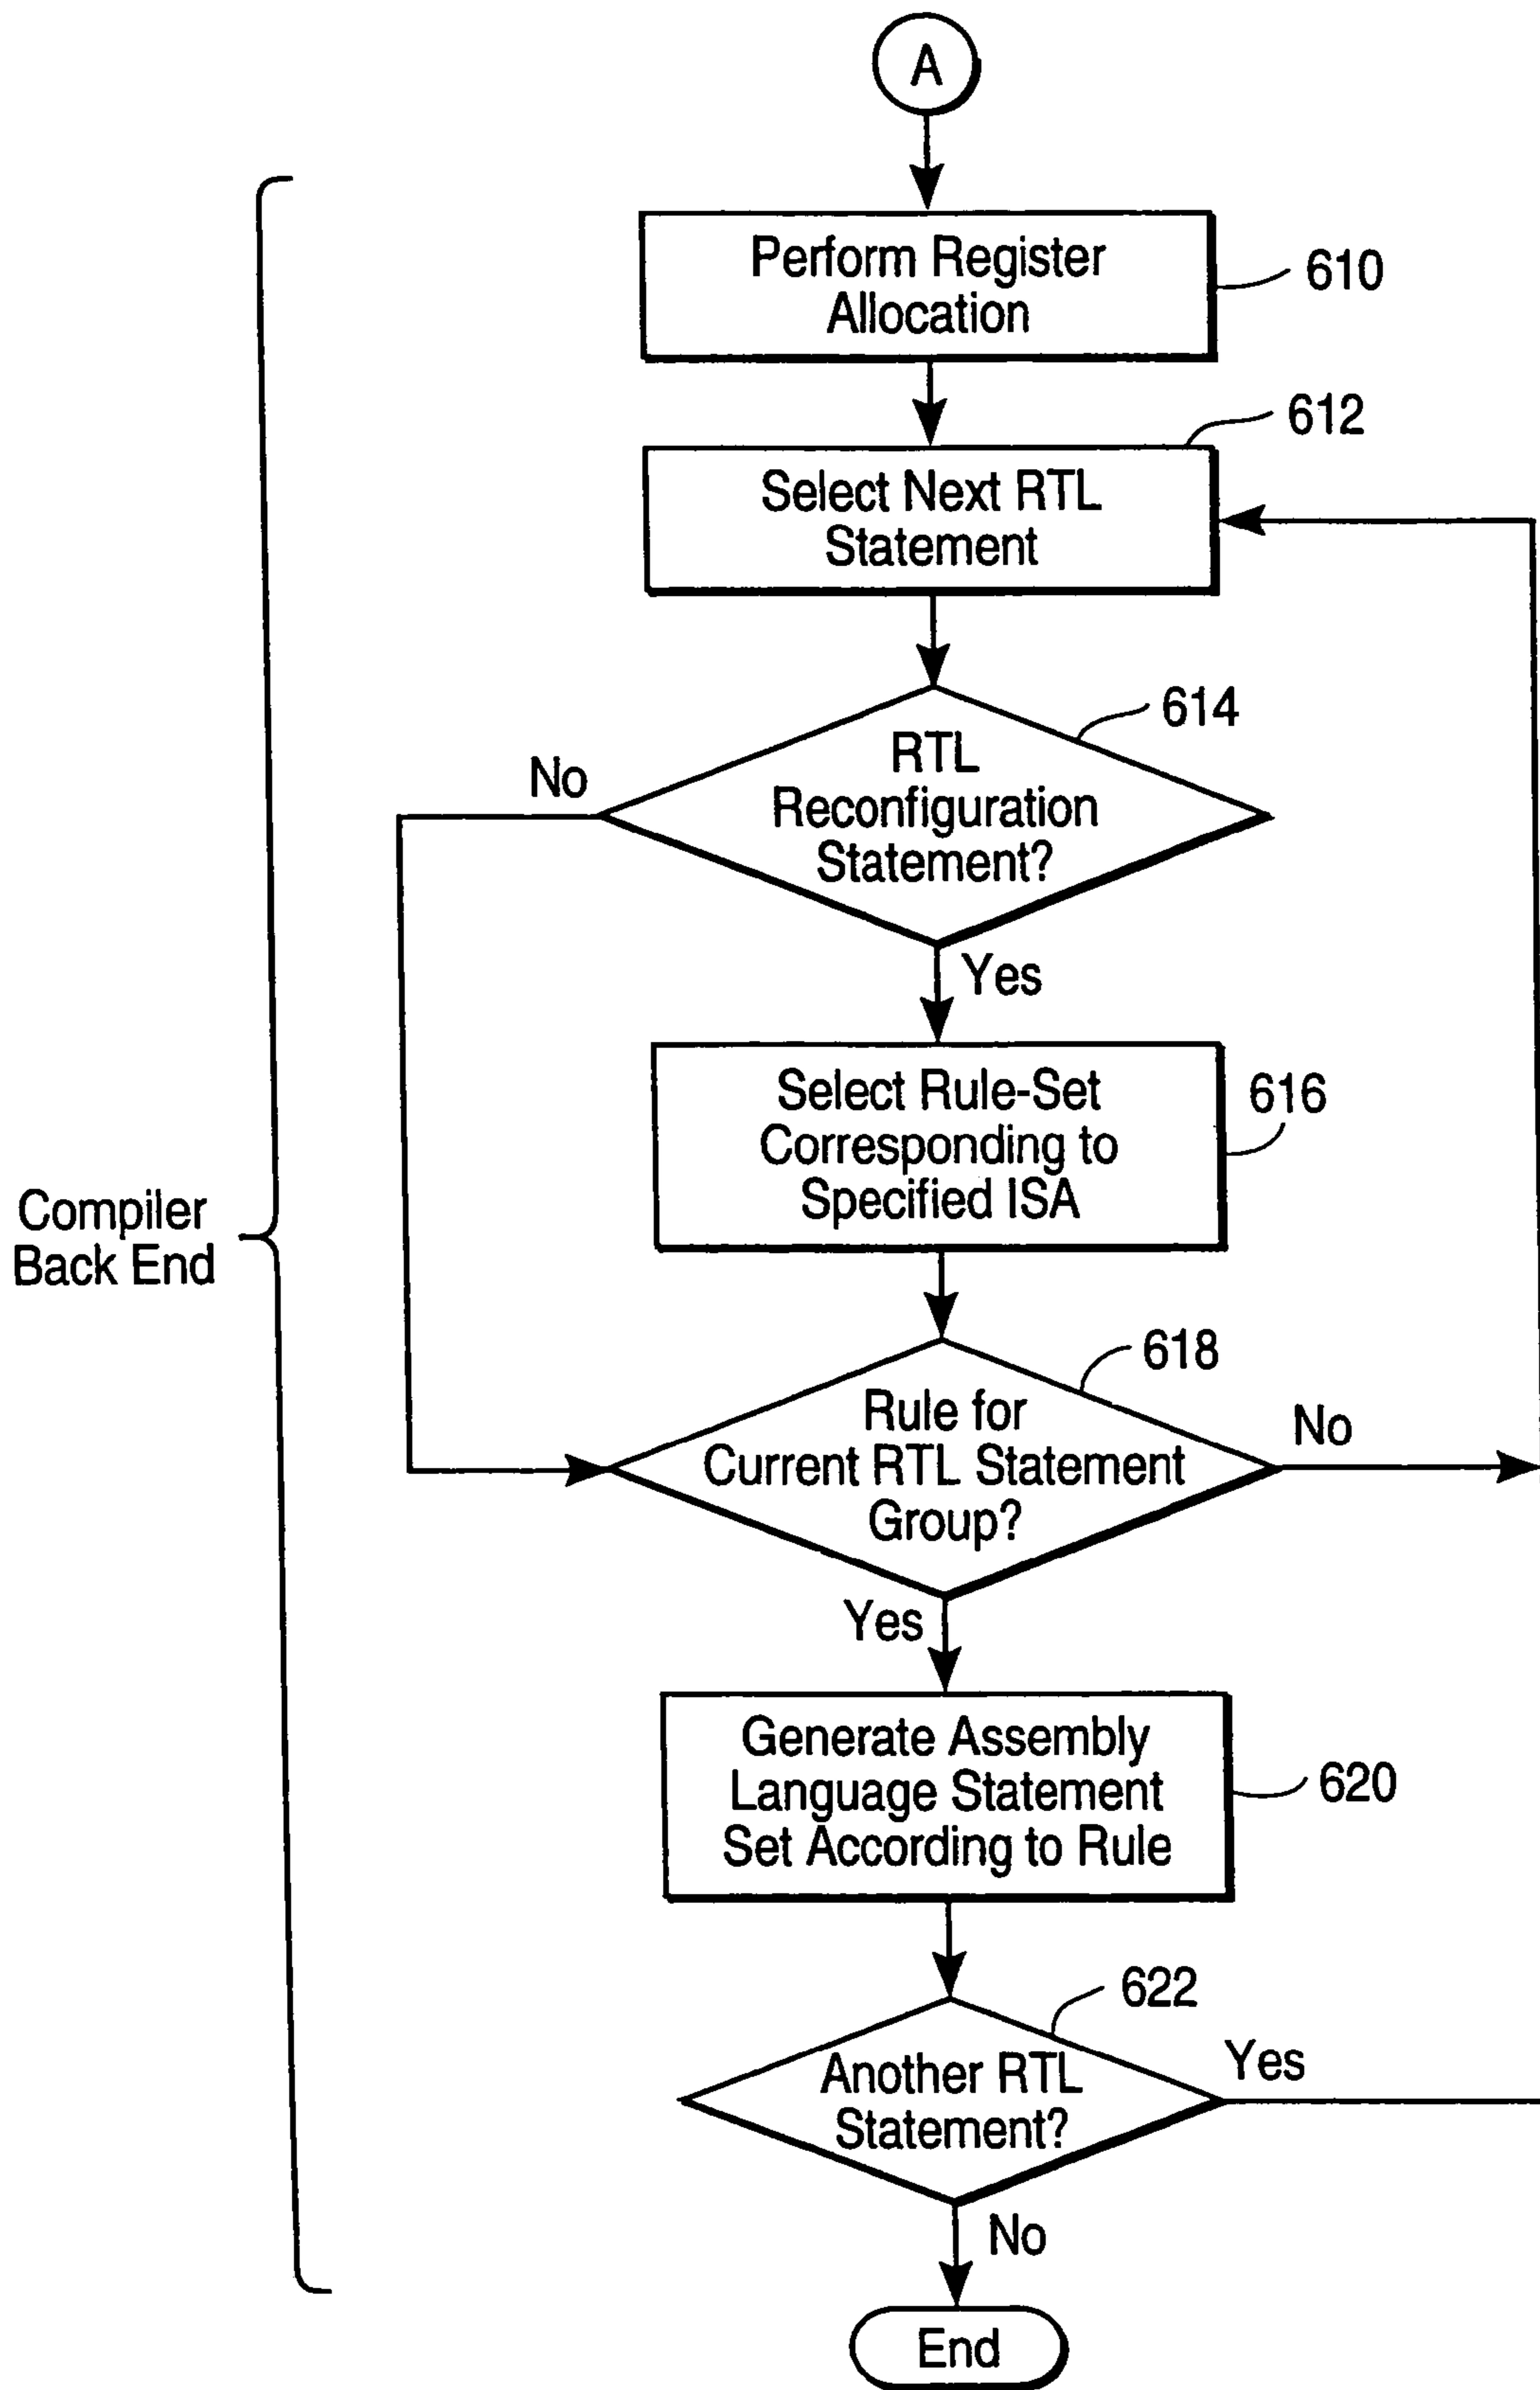 A
Perform Register
Allocation
610
612
Select Next RTL
Statement
614
RTL
Reconfiguration
Statement?
No
Yes
Select Rule-Set
Corresponding to
Specified ISA
616
Compiler
Back End
618
Rule for
Current RTL Statement
Group?
No
Yes
Generate Assembly
Language Statement
Set According to Rule
620
622
Another RTL
Statement?
Yes
No
End